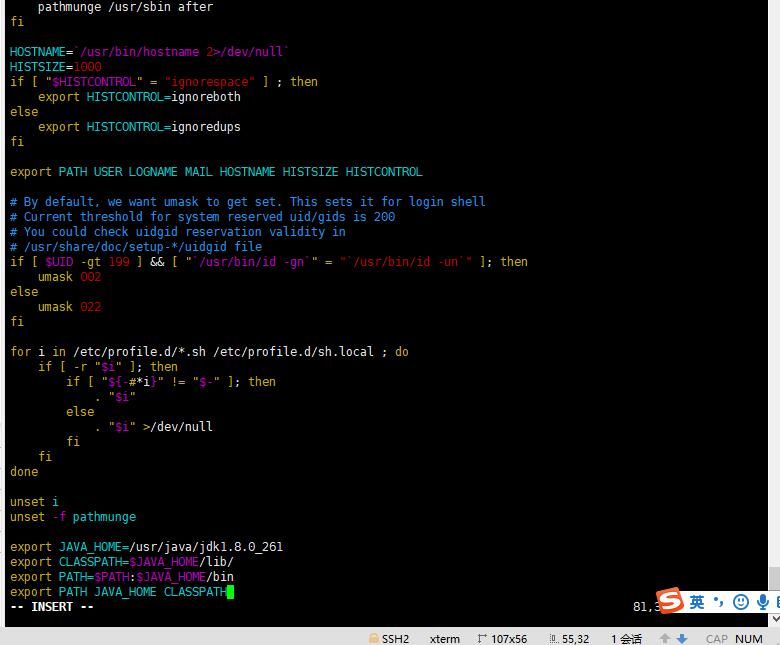 pathmunge /usr/sbin after
fi

HOSTNAME=`/usr/bin/hostname 2>/dev/null`
HISTSIZE=1000
if [ "$HISTCONTROL" = "ignorespace" ] ; then
    export HISTCONTROL=ignoreboth
else
    export HISTCONTROL=ignoredups
fi

export PATH USER LOGNAME MAIL HOSTNAME HISTSIZE HISTCONTROL

# By default, we want umask to get set. This sets it for login shell
# Current threshold for system reserved uid/gids is 200
# You could check uidgid reservation validity in
# /usr/share/doc/setup-*/uidgid file
if [ $UID -gt 199 ] && [ "`/usr/bin/id -gn`" = "`/usr/bin/id -un`" ]; then
    umask 002
else
    umask 022
fi

for i in /etc/profile.d/*.sh /etc/profile.d/sh.local ; do
    if [ -r "$i" ]; then
        if [ "${-#*i}" != "$-" ]; then
            . "$i"
        else
            . "$i" >/dev/null
        fi
    fi
done

unset i
unset -f pathmunge

export JAVA_HOME=/usr/java/jdk1.8.0_261
export CLASSPATH=$JAVA_HOME/lib/
export PATH=$PATH:$JAVA_HOME/bin
export PATH JAVA_HOME CLASSPATH
-- INSERT -- 81,3 S 英
SSH2 xterm 107x56 55,32 1 会话 CAP NUM